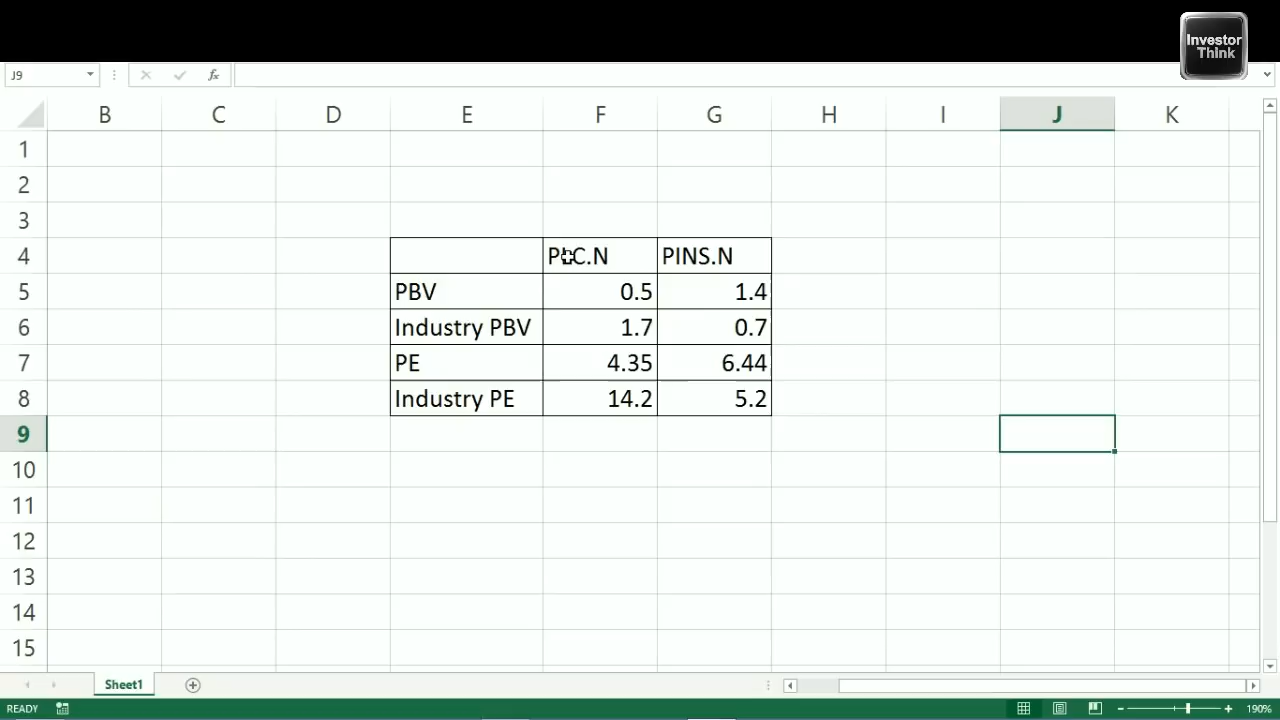 Investor
Think
J9
fx
B C D E F G H I J K
1
2
3
4 PINS.N
5 PBV 0.5 1.4
6 Industry PBV 1.7 0.7
7 PE 4.35 6.44
8 Industry PE 14.2 5.2
9
10
11
12
13
14
15
Sheet1
READY 190%